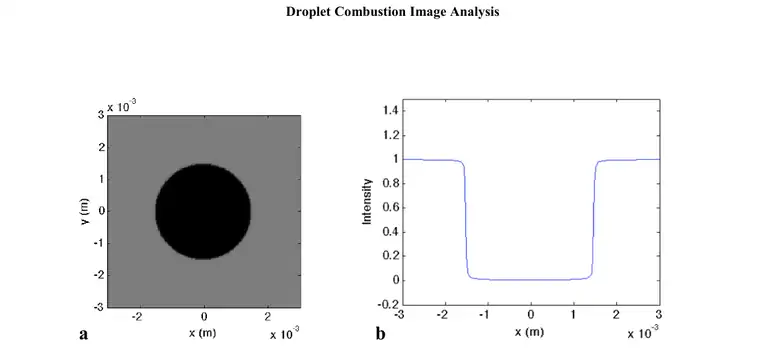 Droplet Combustion Image Analysis
x 10-3
3
2
1
0
-1
-2
-3
y (m)
-2 0 2
x (m) x 10-3
a
1.4
1.2
1
0.8
0.6
0.4
0.2
0
-0.2
Intensity
-3 -2 -1 0 1 2 3
x (m) x 10-3
b